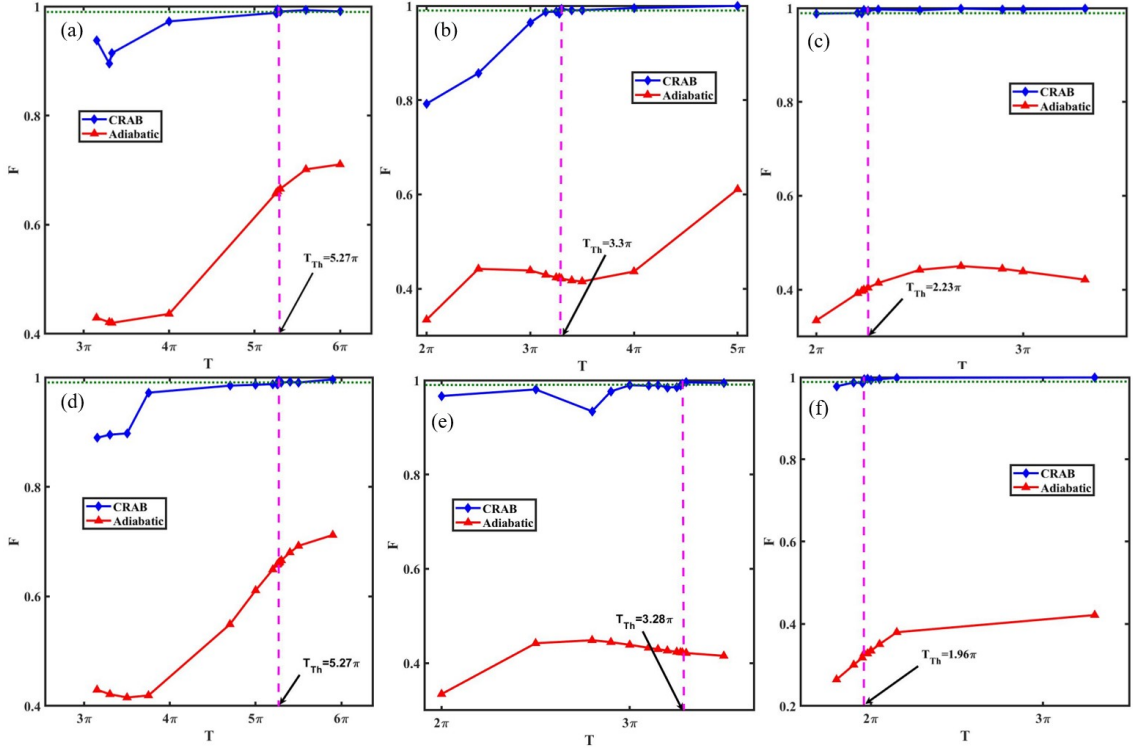 (a)
1
0.8
0.6
0.4
F
CRAB
Adiabatic
T_Th=5.27π
3π 4π 5π 6π
T
(b)
1
0.8
0.6
0.4
F
CRAB
Adiabatic
T_Th=3.3π
2π 3π 4π 5π
T
(c)
1
0.8
0.6
0.4
F
CRAB
Adiabatic
T_Th=2.23π
2π 3π
T
(d)
1
0.8
0.6
0.4
F
CRAB
Adiabatic
T_Th=5.27π
3π 4π 5π 6π
T
(e)
1
0.8
0.6
0.4
F
CRAB
Adiabatic
T_Th=3.28π
2π 3π
T
(f)
1
0.8
0.6
0.4
0.2
F
CRAB
Adiabatic
T_Th=1.96π
2π 3π
T